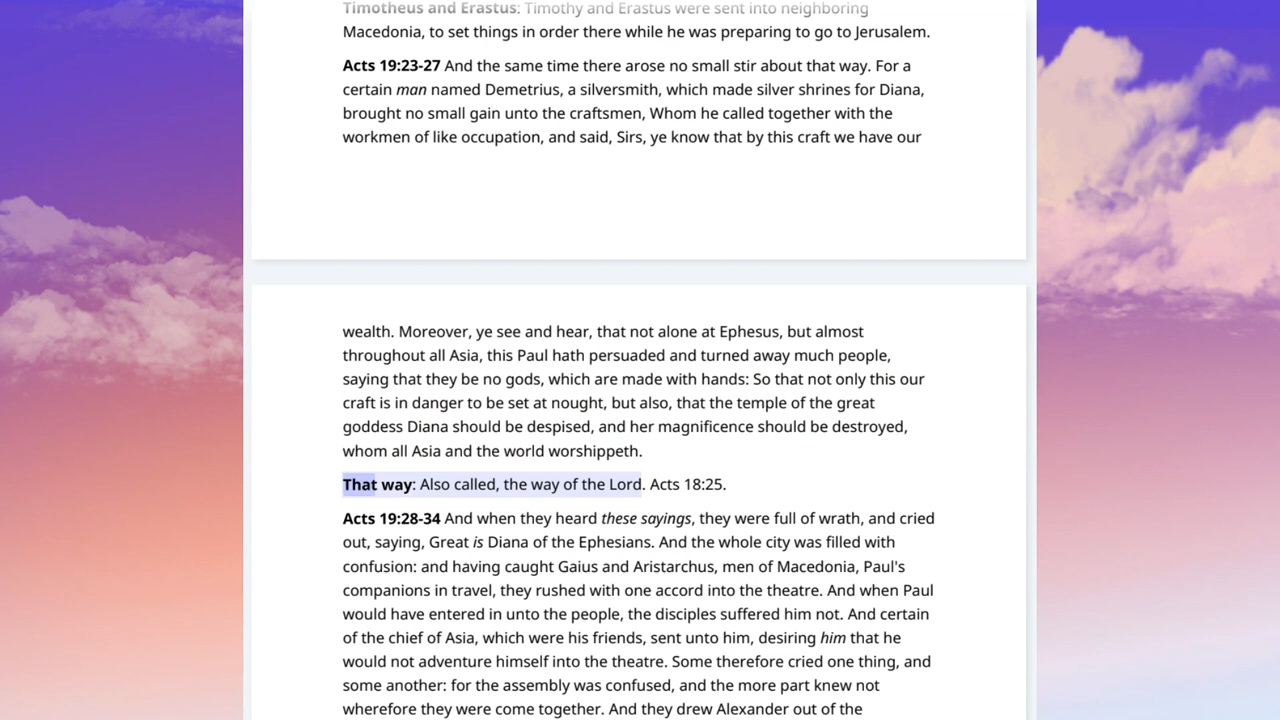 Timotheus and Erastus: Timothy and Erastus were sent into neighboring
Macedonia, to set things in order there while he was preparing to go to Jerusalem.
Acts 19:23-27 And the same time there arose no small stir about that way. For a
certain man named Demetrius, a silversmith, which made silver shrines for Diana,
brought no small gain unto the craftsmen, Whom he called together with the
workmen of like occupation, and said, Sirs, ye know that by this craft we have our
wealth. Moreover, ye see and hear, that not alone at Ephesus, but almost
throughout all Asia, this Paul hath persuaded and turned away much people,
saying that they be no gods, which are made with hands: So that not only this our
craft is in danger to be set at nought, but also, that the temple of the great
goddess Diana should be despised, and her magnificence should be destroyed,
whom all Asia and the world worshippeth.
That way: Also called, the way of the Lord. Acts 18:25.
Acts 19:28-34 And when they heard these sayings, they were full of wrath, and cried
out, saying, Great is Diana of the Ephesians. And the whole city was filled with
confusion: and having caught Gaius and Aristarchus, men of Macedonia, Paul's
companions in travel, they rushed with one accord into the theatre. And when Paul
would have entered in unto the people, the disciples suffered him not. And certain
of the chief of Asia, which were his friends, sent unto him, desiring him that he
would not adventure himself into the theatre. Some therefore cried one thing, and
some another: for the assembly was confused, and the more part knew not
wherefore they were come together. And they drew Alexander out of the